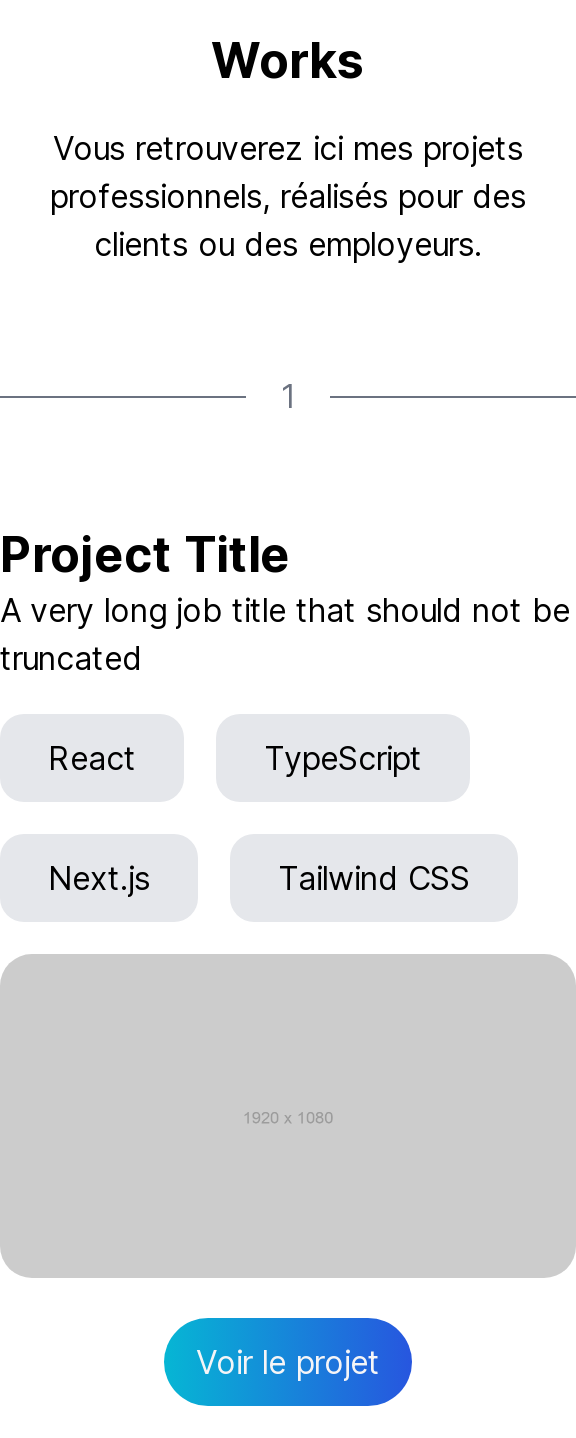 Works
Vous retrouverez ici mes projets
professionnels, réalisés pour des
clients ou des employeurs.
1
Project Title
A very long job title that should not be
truncated
React
TypeScript
Next.js
Tailwind CSS
1920 x 1080
Voir le projet